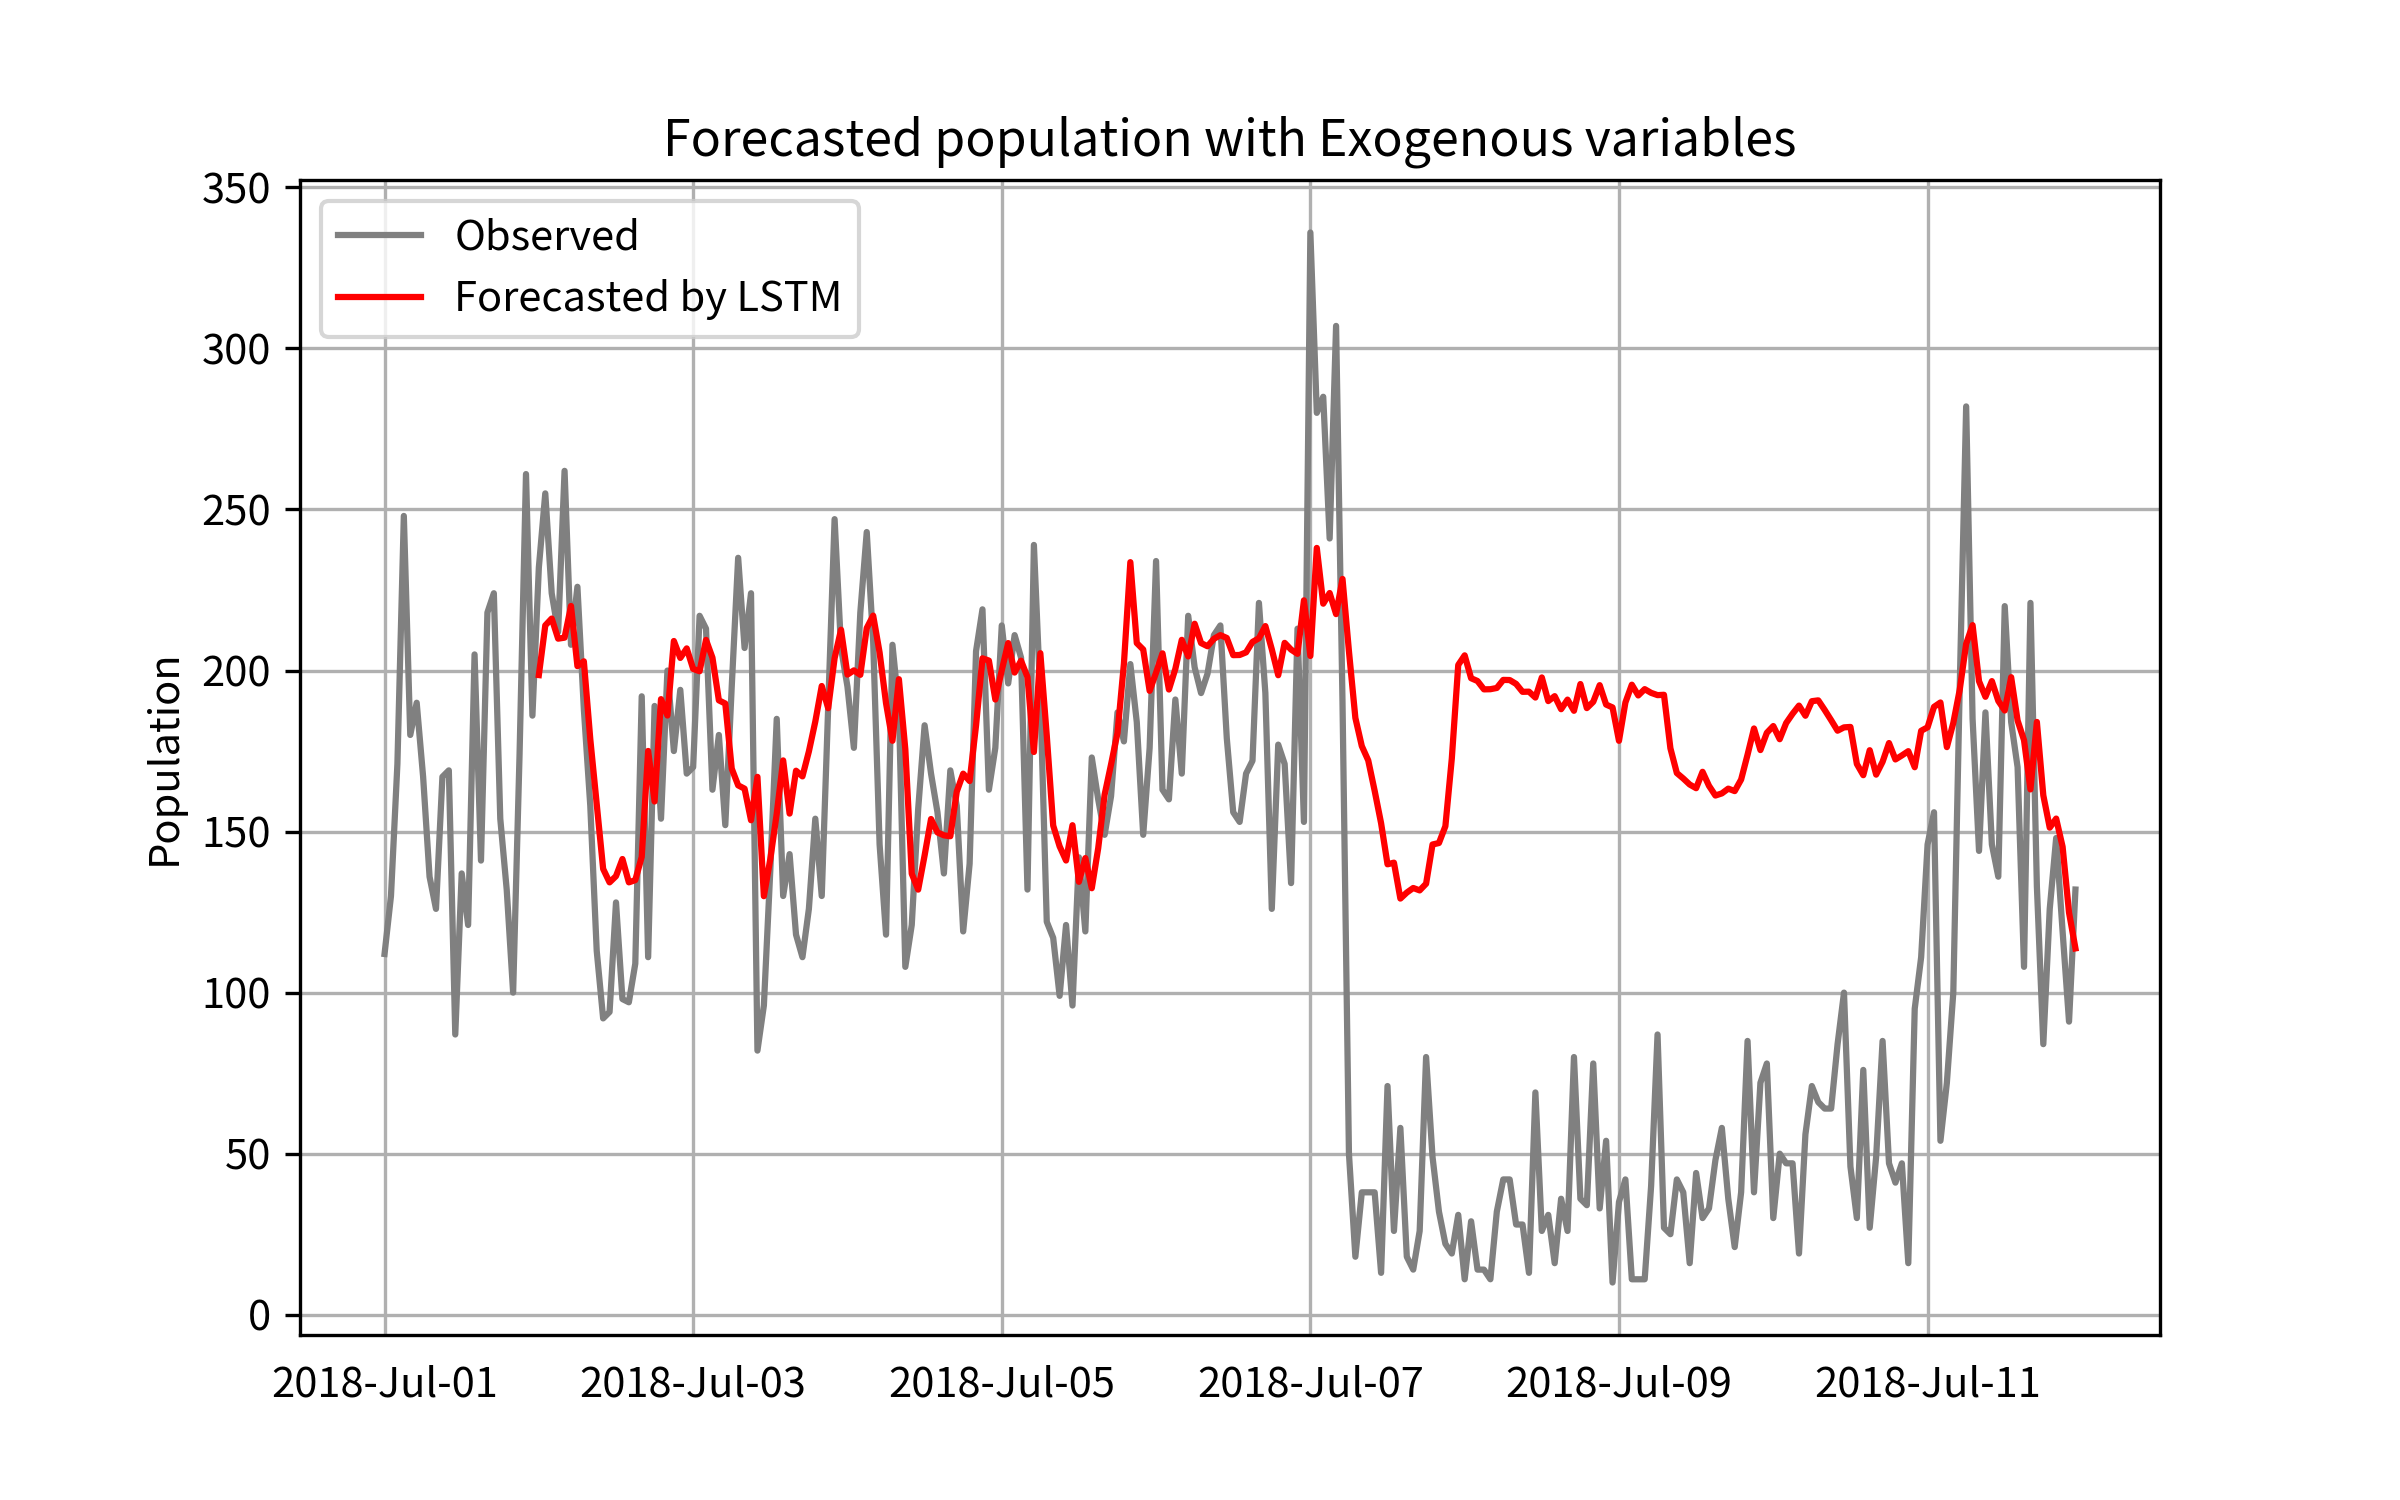 Forecasted population with Exogenous variables
Observed
Forecasted by LSTM
Population
350
300
250
200
150
100
50
0
2018-Jul-01
2018-Jul-03
2018-Jul-05
2018-Jul-07
2018-Jul-09
2018-Jul-11